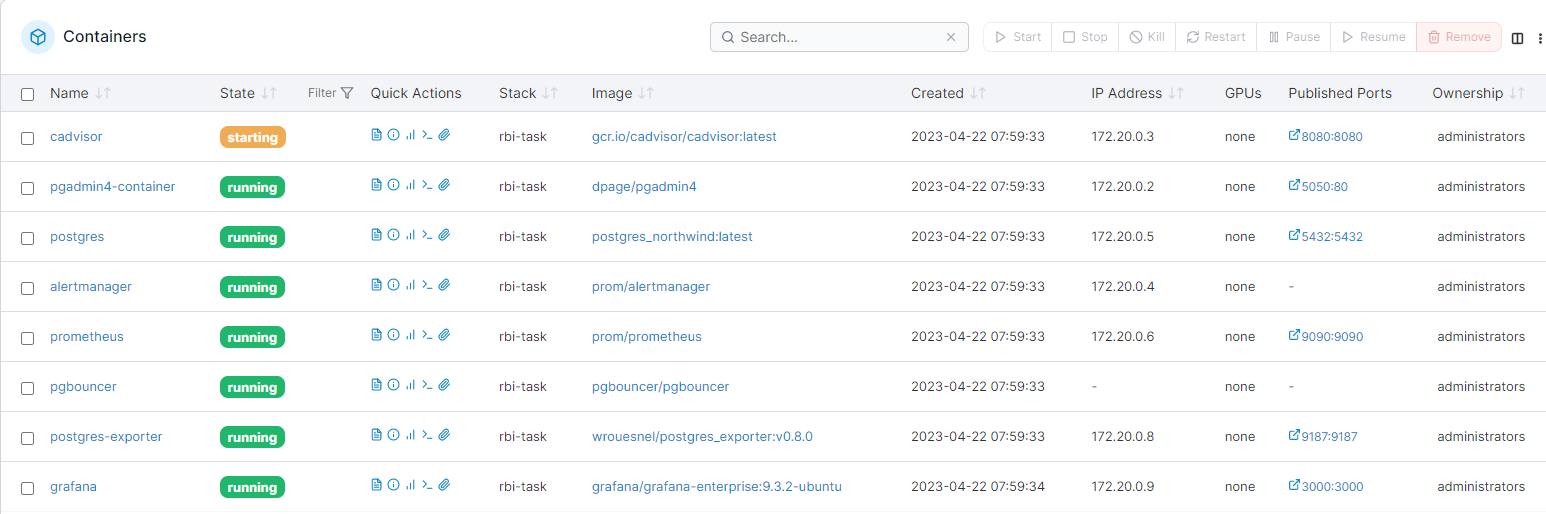 Containers
Search...
Start Stop Kill Restart Pause Resume Remove
Name State Filter Quick Actions Stack Image Created IP Address GPUs Published Ports Ownership
cadvisor starting rbi-task gcr.io/cadvisor/cadvisor:latest 2023-04-22 07:59:33 172.20.0.3 none 8080:8080 administrators
pgadmin4-container running rbi-task dpage/pgadmin4 2023-04-22 07:59:33 172.20.0.2 none 5050:80 administrators
postgres running rbi-task postgres_northwind:latest 2023-04-22 07:59:33 172.20.0.5 none 5432:5432 administrators
alertmanager running rbi-task prom/alertmanager 2023-04-22 07:59:33 172.20.0.4 none - administrators
prometheus running rbi-task prom/prometheus 2023-04-22 07:59:33 172.20.0.6 none 9090:9090 administrators
pgbouncer running rbi-task pgbouncer/pgbouncer 2023-04-22 07:59:33 - none - administrators
postgres-exporter running rbi-task wrouesnel/postgres_exporter:v0.8.0 2023-04-22 07:59:33 172.20.0.8 none 9187:9187 administrators
grafana running rbi-task grafana/grafana-enterprise:9.3.2-ubuntu 2023-04-22 07:59:34 172.20.0.9 none 3000:3000 administrators